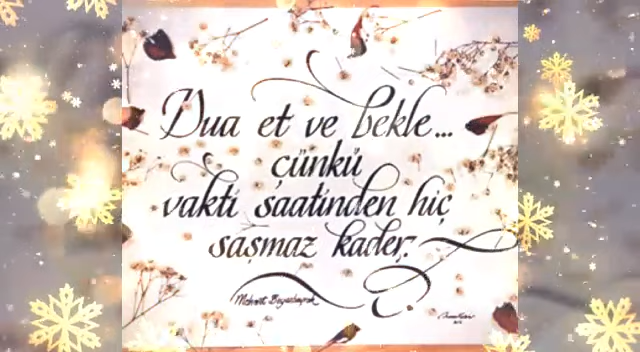 Dua et ve bekle...
çünkü
vakti saatinden hiç
şaşmaz kader.